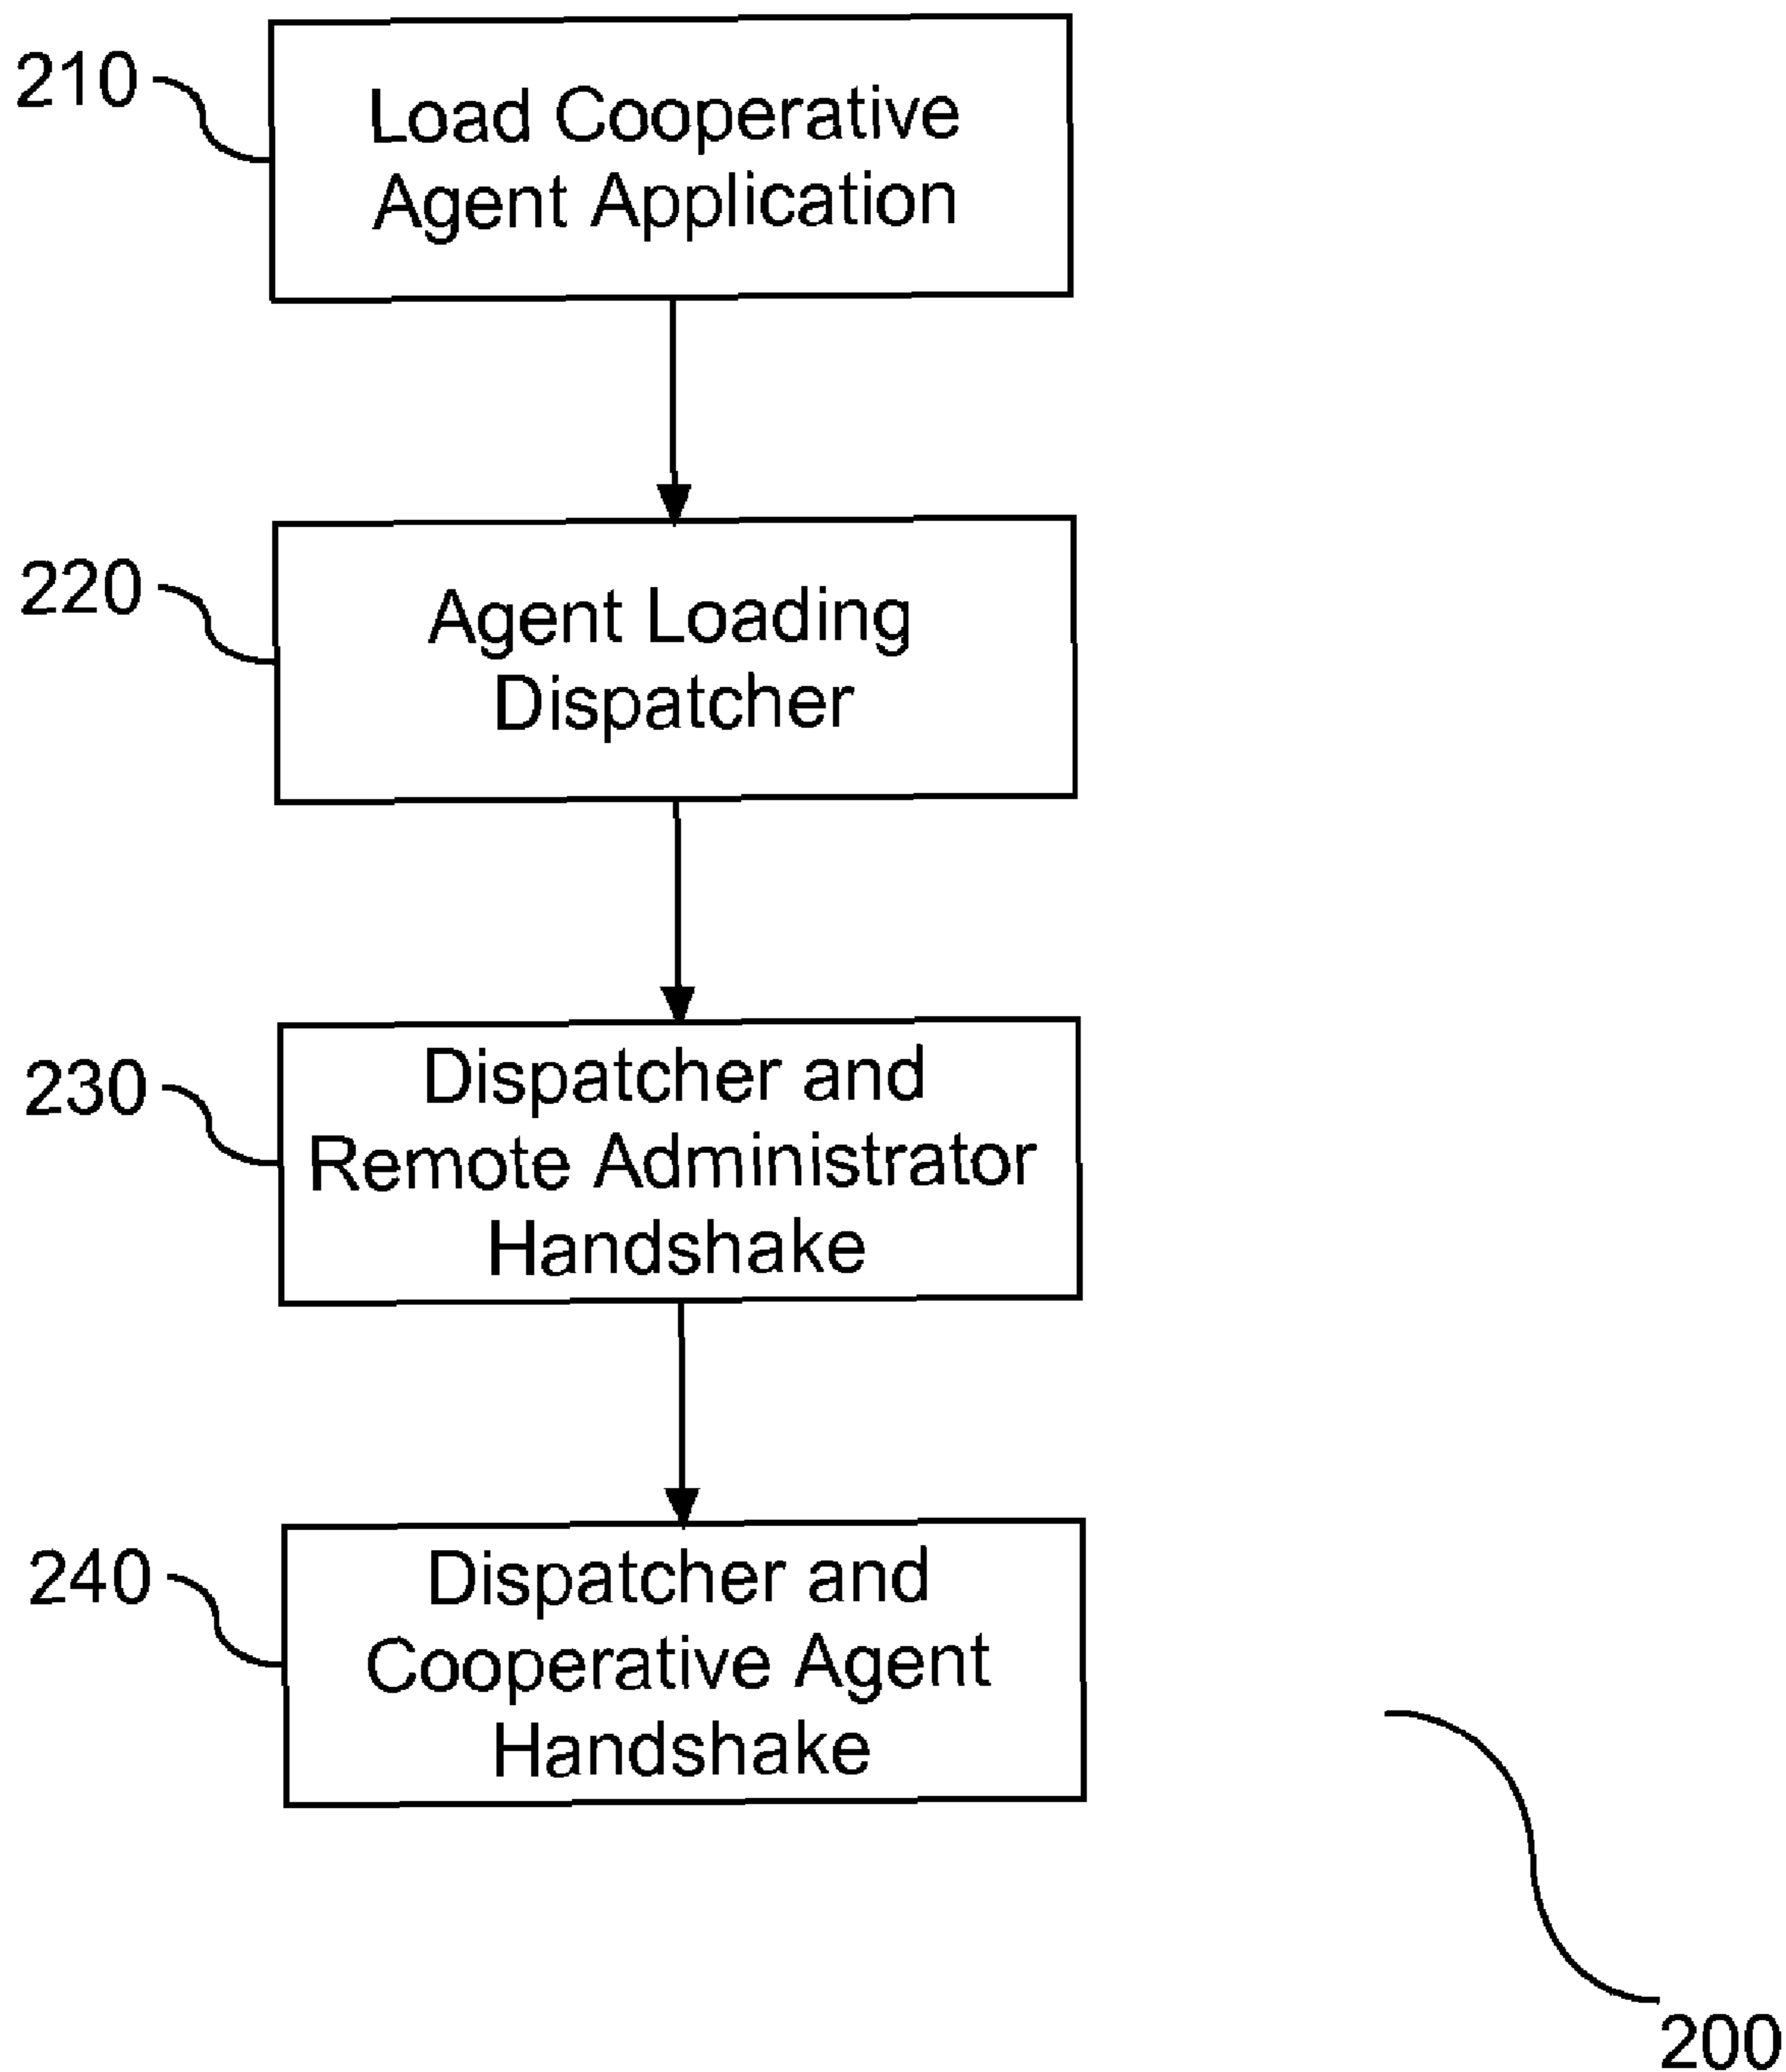 210
Load Cooperative
Agent Application
220
Agent Loading
Dispatcher
230
Dispatcher and
Remote Administrator
Handshake
240
Dispatcher and
Cooperative Agent
Handshake
200